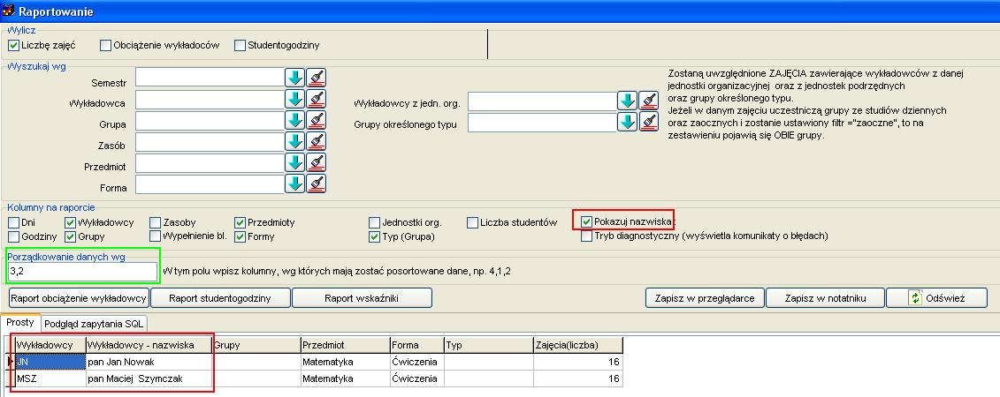 Raportowanie
Wylicz
Liczbę zajęć Obciążenie wykładoców Studentogodziny
Wyszukaj wg
Semestr
Wykładowca
Grupa
Zasób
Przedmiot
Forma
Wykładowcy z jedn. org.
Grupy określonego typu
Zostaną uwzględnione ZAJĘCIA zawierające wykładowców z danej
jednostki organizacyjnej oraz z jednostek podrzędnych
oraz grupy określonego typu.
Jeżeli w danym zajęciu uczestniczą grupy ze studiów dziennych
oraz zaocznych i zostanie ustawiony filtr ="zaoczne", to na
zestawieniu pojawią się OBIE grupy.
Kolumny na raporcie
Dni Wykładowcy Zasoby Przedmioty Jednostki org. Liczba studentów Pokazuj nazwiska
Godziny Grupy Wypełnienie bl. Formy Typ (Grupa) Tryb diagnostyczny (wyświetla komunikaty o błędach)
Porządkowanie danych wg
3,2 W tym polu wpisz kolumny, wg których mają zostać posortowane dane, np. 4,1,2
Raport obciążenie wykładowcy Raport studentogodziny Raport wskaźniki Zapisz w przeglądarce Zapisz w notatniku Odśwież
Prosty Podgląd zapytania SQL
Wykładowcy Wykładowcy - nazwiska Grupy Przedmiot Forma Typ Zajęcia(liczba)
JN pan Jan Nowak Matematyka Ćwiczenia 16
MSZ pan Maciej Szymczak Matematyka Ćwiczenia 16